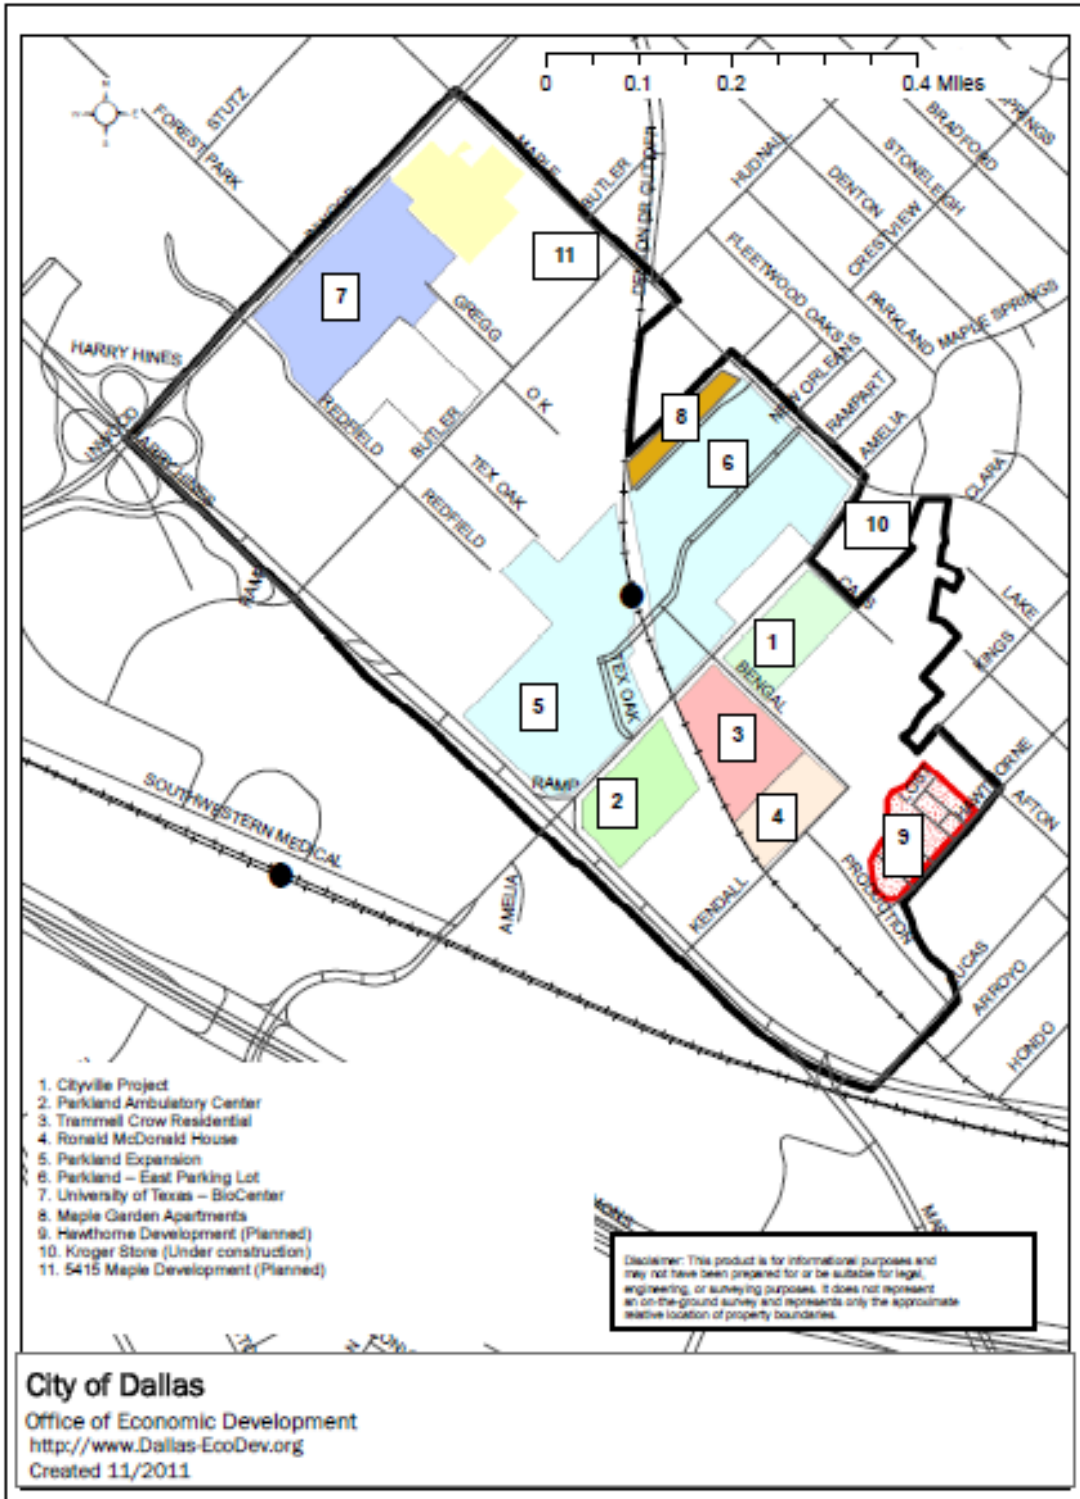 0 0.1 0.2 0.4 Miles
STUTZ
FOREST PARK
MAPLE
BUTLER
HUDNALL
BRADFORD
STONELEIGH
DENTON
CRESTVIEW
FLEETWOOD OAKS
PARKLAND
MAPLE SPRINGS
INWOOD
11
7
GREGG
HARRY HINES
NEW ORLEANS
RAMPART
AMELIA
OK
REDFIELD
BUTLER
8
6
TEX OAK
CLARA
INWOOD
HARRY HINES
REDFIELD
10
LAKE
KINGS
1
BENGAL
TEX OAK
5
3
RAMP
2
4
9
AFTON
SOUTHWESTERN MEDICAL
PRODUCTION
KENDALL
AMELIA
ARROYO
HONDO
1. Cityville Project
2. Parkland Ambulatory Center
3. Trammell Crow Residential
4. Ronald McDonald House
5. Parkland Expansion
6. Parkland – East Parking Lot
7. University of Texas – BioCenter
8. Maple Garden Apartments
9. Hawthorne Development (Planned)
10. Kroger Store (Under construction)
11. 5415 Maple Development (Planned)
Disclaimer: This product is for informational purposes and
may not have been prepared for or be suitable for legal,
engineering, or surveying purposes. It does not represent
an on-the-ground survey and represents only the approximate
relative location of property boundaries.
City of Dallas
Office of Economic Development
http://www.Dallas-EcoDev.org
Created 11/2011